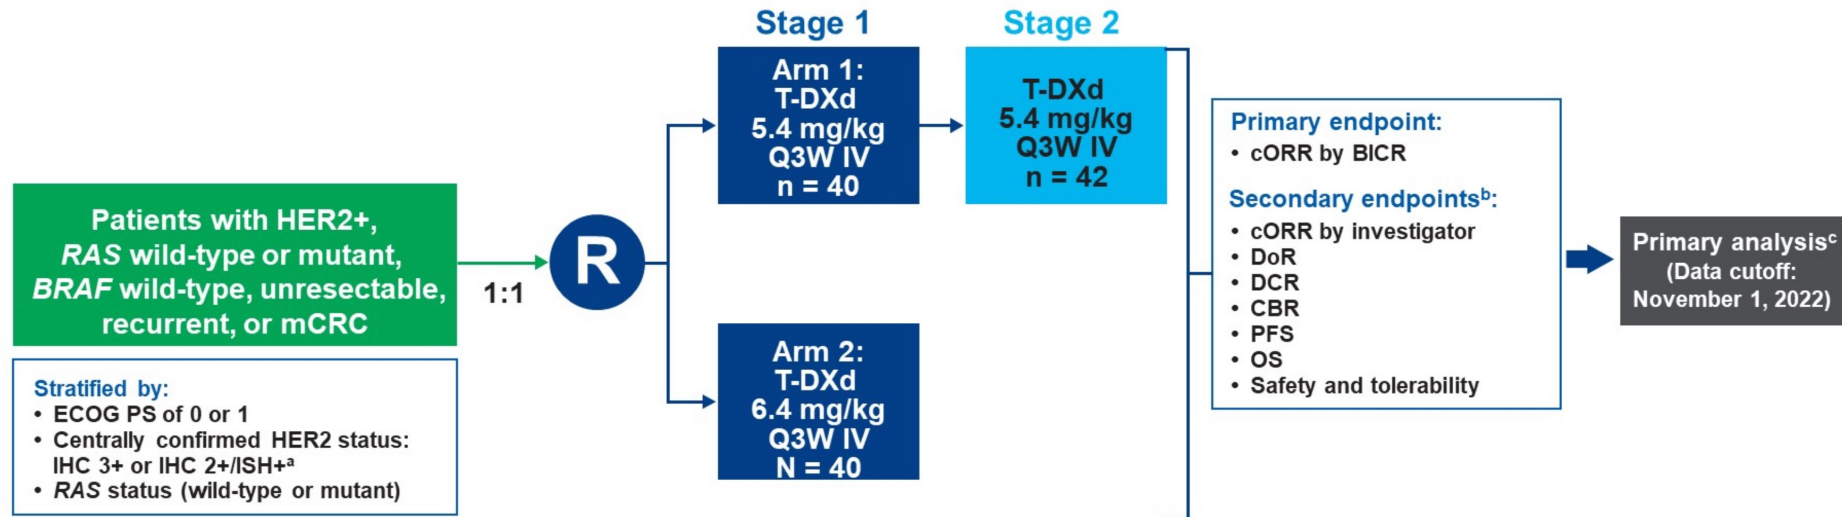 Stage 1
Stage 2
Arm 1:
T-DXd
5.4 mg/kg
Q3W IV
n = 40
T-DXd
5.4 mg/kg
Q3W IV
n = 42
Patients with HER2+,
RAS wild-type or mutant,
BRAF wild-type, unresectable,
recurrent, or mCRC
1:1
R
Arm 2:
T-DXd
6.4 mg/kg
Q3W IV
N = 40
Stratified by:
• ECOG PS of 0 or 1
• Centrally confirmed HER2 status:
IHC 3+ or IHC 2+/ISH+ᵃ
• RAS status (wild-type or mutant)
Primary endpoint:
• cORR by BICR
Secondary endpointsᵇ:
• cORR by investigator
• DoR
• DCR
• CBR
• PFS
• OS
• Safety and tolerability
Primary analysisᶜ
(Data cutoff:
November 1, 2022)